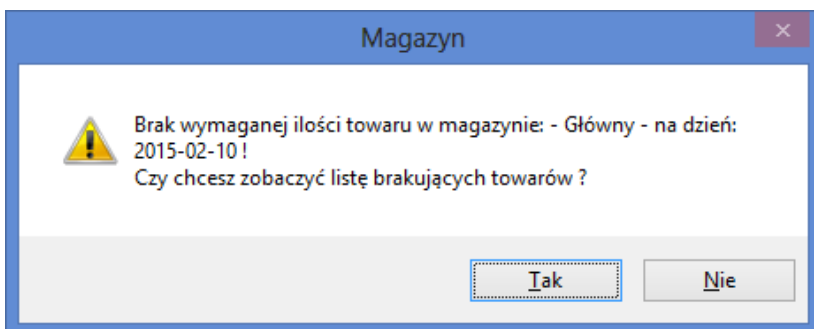 Magazyn
Brak wymaganej ilości towaru w magazynie: - Główny - na dzień:
2015-02-10 !
Czy chcesz zobaczyć listę brakujących towarów ?
Tak
Nie